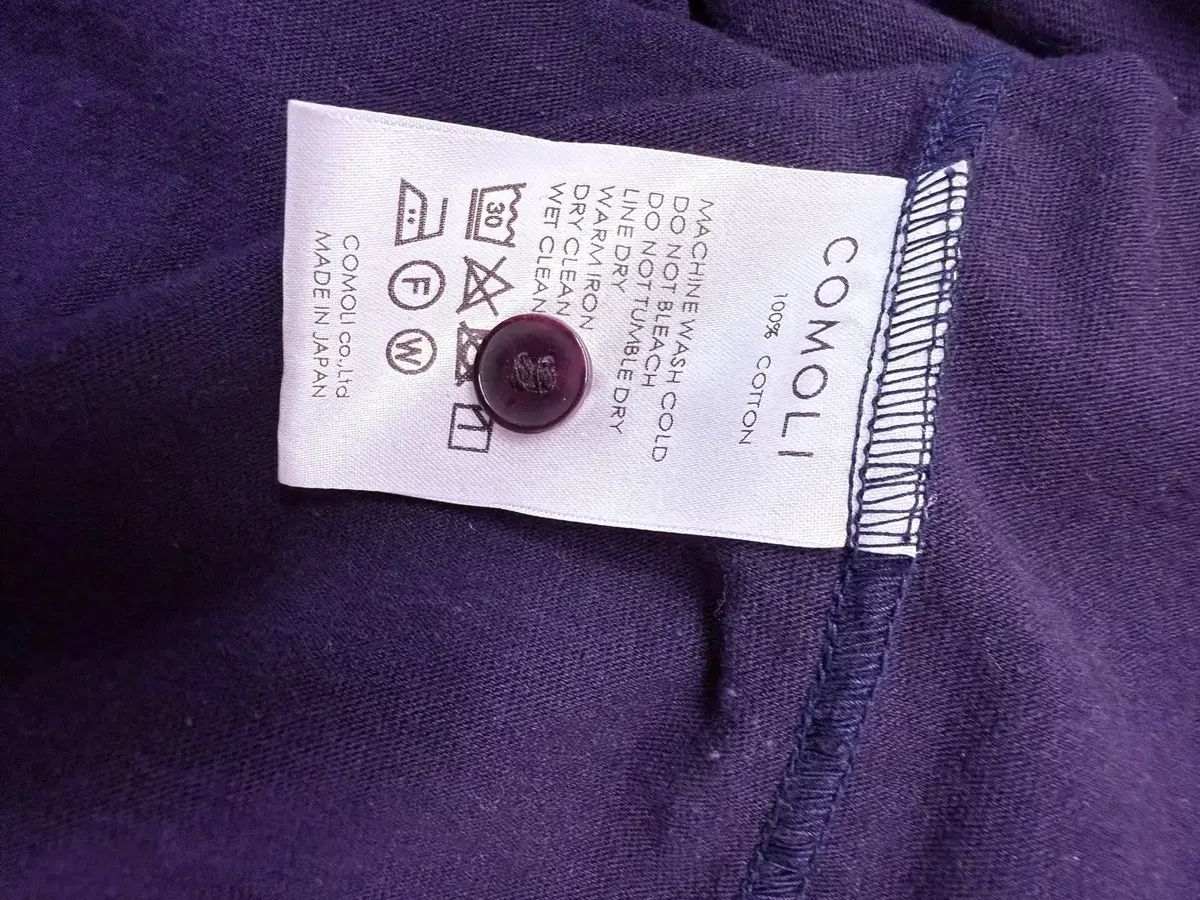 COMOLI
100% COTTON
MACHINE WASH COLD
DO NOT BLEACH
DO NOT TUMBLE DRY
LINE DRY
WARM IRON
DRY CLEAN
WET CLEAN
30
F
W
COMOLI co.,Ltd
MADE IN JAPAN